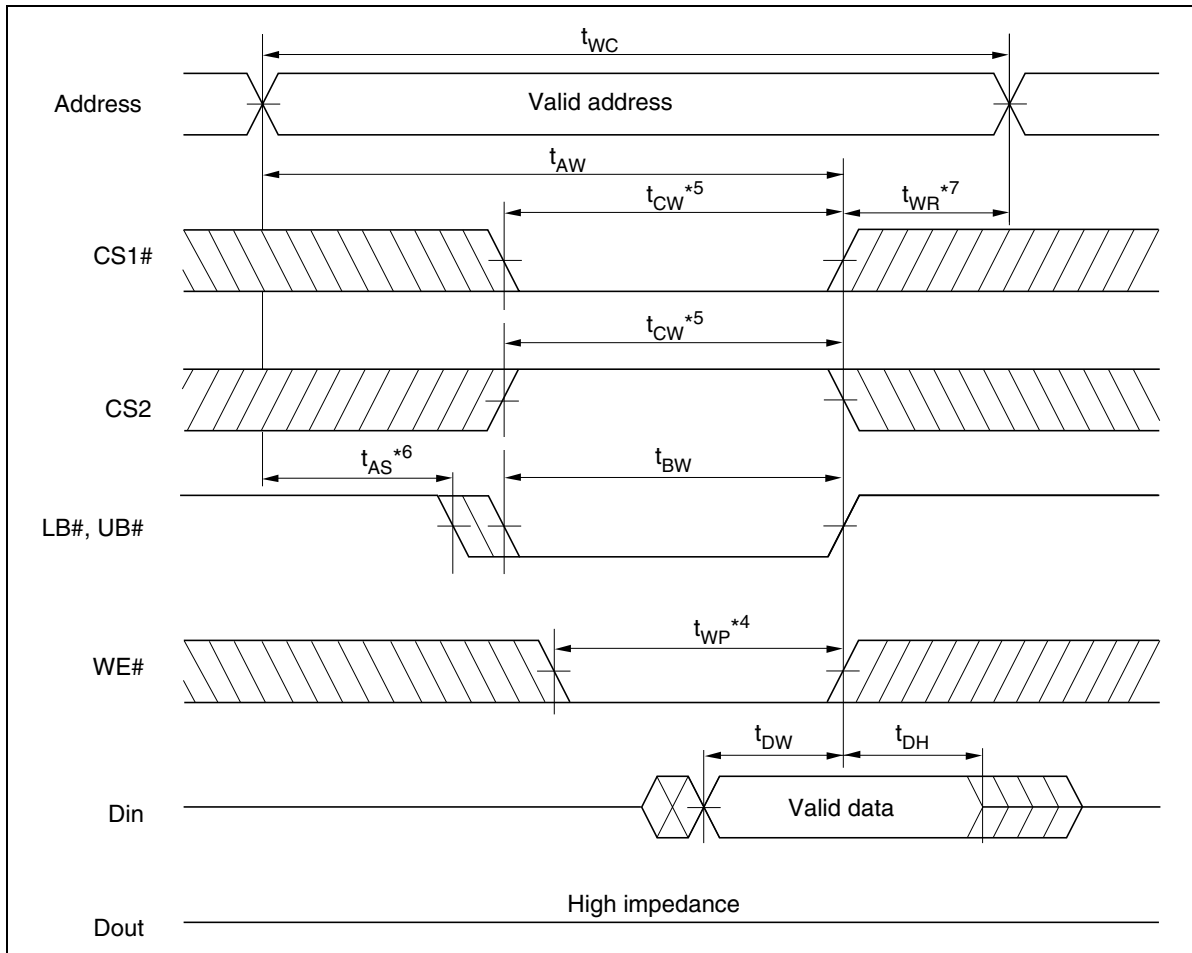 tWC
Address
Valid address
tAW
tCW*5
tWR*7
CS1#
tCW*5
CS2
tAS*6
tBW
LB#, UB#
tWP*4
WE#
tDW
tDH
Din
Valid data
High impedance
Dout